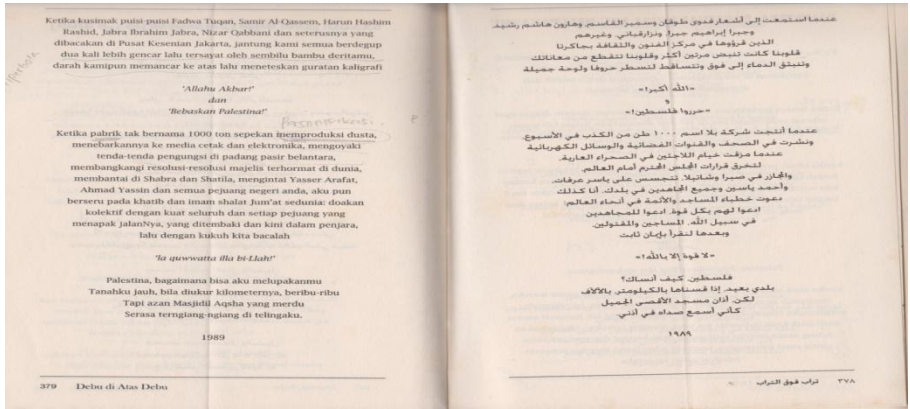 Ketika kusimak puisi-puisi Fadwa Tuqan, Samir Al-Qassem, Harun Hashim
Rashid, Jabra Ibrahim Jabra, Nizar Qabbani dan seterusnya yang
dibacakan di Pusat Kesenian Jakarta, jantung kami semua berdegup
dua kali lebih gencar lalu tersayat oleh sembilu bambu deritamu,
darah kamipun memancar ke atas lalu meneteskan guratan kaligrafi
'Allahu Akbar!'
dan
'Bebaskan Palestina!'
Ketika pabrik tak bernama 1000 ton sepekan memproduksi dusta,
menebarkannya ke media cetak dan elektronika, mengoyaki
tenda-tenda pengungsi di padang pasir belantara,
membangkangi resolusi-resolusi majelis terhormat di dunia,
membantai di Shabra dan Shatila, mengintai Yasser Arafat,
Ahmad Yassin dan semua pejuang negeri anda, aku pun
berseru pada khatib dan imam shalat Jum'at sedunia: doakan
kolektif dengan kuat seluruh dan setiap pejuang yang
menapak jalanNya, yang ditembaki dan kini dalam penjara,
lalu dengan kukuh kita bacalah
'la quwwatta illa bi-Llah!'
Palestina, bagaimana bisa aku melupakanmu
Tanahku jauh, bila diukur kilometernya, beribu-ribu
Tapi azan Masjidil Aqsha yang merdu
Serasa terngiang-ngiang di telingaku.
1989
379 Debu di Atas Debu
عندما استمعت إلى أشعار فدوى طوقان وسمير القاسم. وهارون هاشم رشيد.
وجبرا إبراهيم جبرا. ونزارقباني. وغيرهم
الذين قرؤوها في مركز الفنون والثقافة بجاكرتا
قلوبنا كانت تنبض مرتين أكثر وقلوبنا تتقطع من معاناتك
وتنبثق الدماء إلى فوق وتتساقط لتسطر حروفا ولوحة جميلة
«الله أكبر!»
و
«حرروا فلسطين!»
عندما أنتجت شركة بلا اسم ١٠٠٠ طن من الكذب في الأسبوع.
ونشرت في الصحف والقنوات الفضائية والوسائل الكهربائية
عندما مزقت خيام اللاجئين في الصحراء العارية.
لتخرق قرارات المجلس المحترم أمام العالم.
والمجازر في صبرا وشاتيلا. تتجسس على ياسر عرفات.
وأحمد ياسين وجميع المجاهدين في بلدك. أنا كذلك
دعوت خطباء المساجد والأئمة في أنحاء العالم:
ادعوا لهم بكل قوة. ادعوا للمجاهدين
في سبيل الله. المساجين والمقتولين.
وبعدها لنقرأ بإيمان ثابت
«لا قوة إلا بالله!»
فلسطين. كيف أنساك؟
بلدي بعيد. إذا قسناها بالكيلومتر. بالآلاف
لكن. أذان مسجد الأقصى الجميل
كأني أسمع صداه في أذني.
١٩٨٩
تراب فوق التراب ٣٧٨